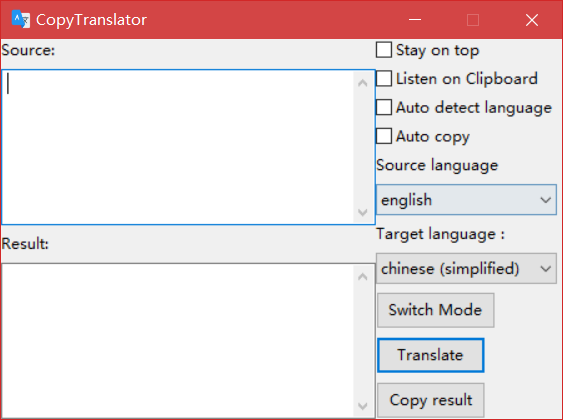 CopyTranslator
Source:
Stay on top
Listen on Clipboard
Auto detect language
Auto copy
Source language
english
Result:
Target language :
chinese (simplified)
Switch Mode
Translate
Copy result